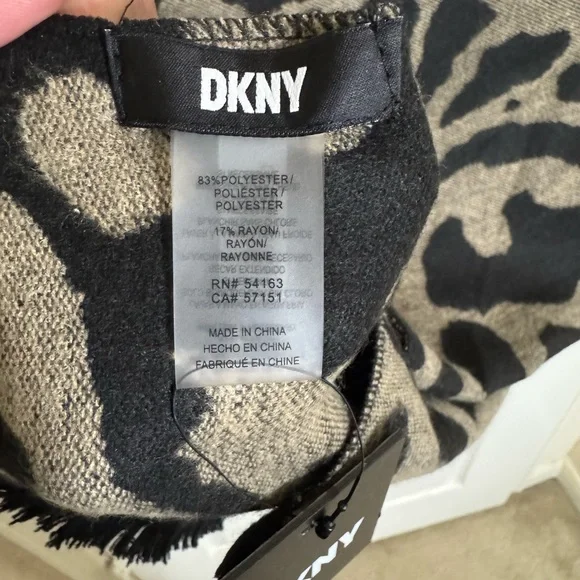 DKNY
83%POLYESTER/
POLIÉSTER/
POLYESTER
17% RAYON/
RAYÓN/
RAYONNE
RN# 54163
CA# 57151
MADE IN CHINA
HECHO EN CHINA
FABRIQUÉ EN CHINE
DKNY